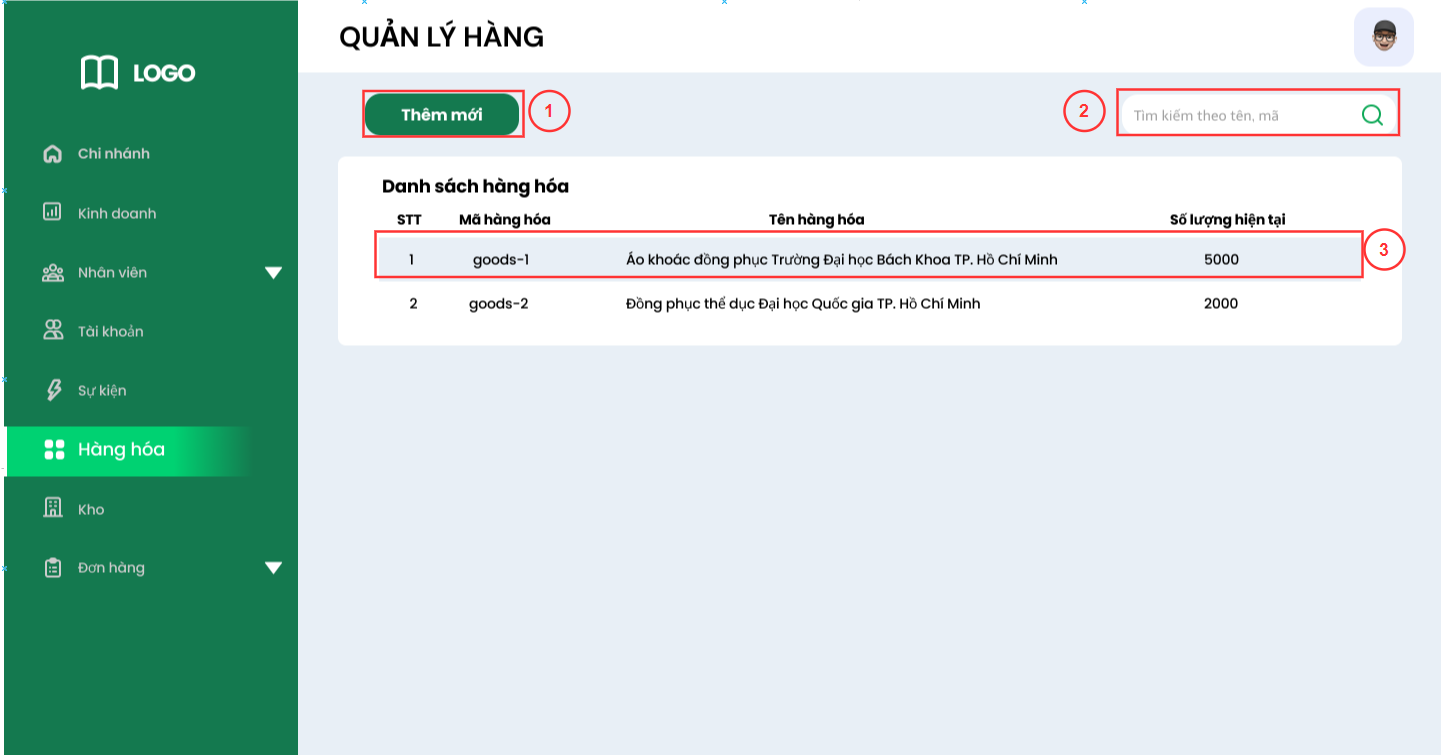 LOGO
Chi nhánh
Kinh doanh
Nhân viên
Tài khoản
Sự kiện
Hàng hóa
Kho
Đơn hàng
QUẢN LÝ HÀNG
Thêm mới 1
2 Tìm kiếm theo tên, mã
Danh sách hàng hóa
STT Mã hàng hóa Tên hàng hóa Số lượng hiện tại
1 goods-1 Áo khoác đồng phục Trường Đại học Bách Khoa TP. Hồ Chí Minh 5000 3
2 goods-2 Đồng phục thể dục Đại học Quốc gia TP. Hồ Chí Minh 2000